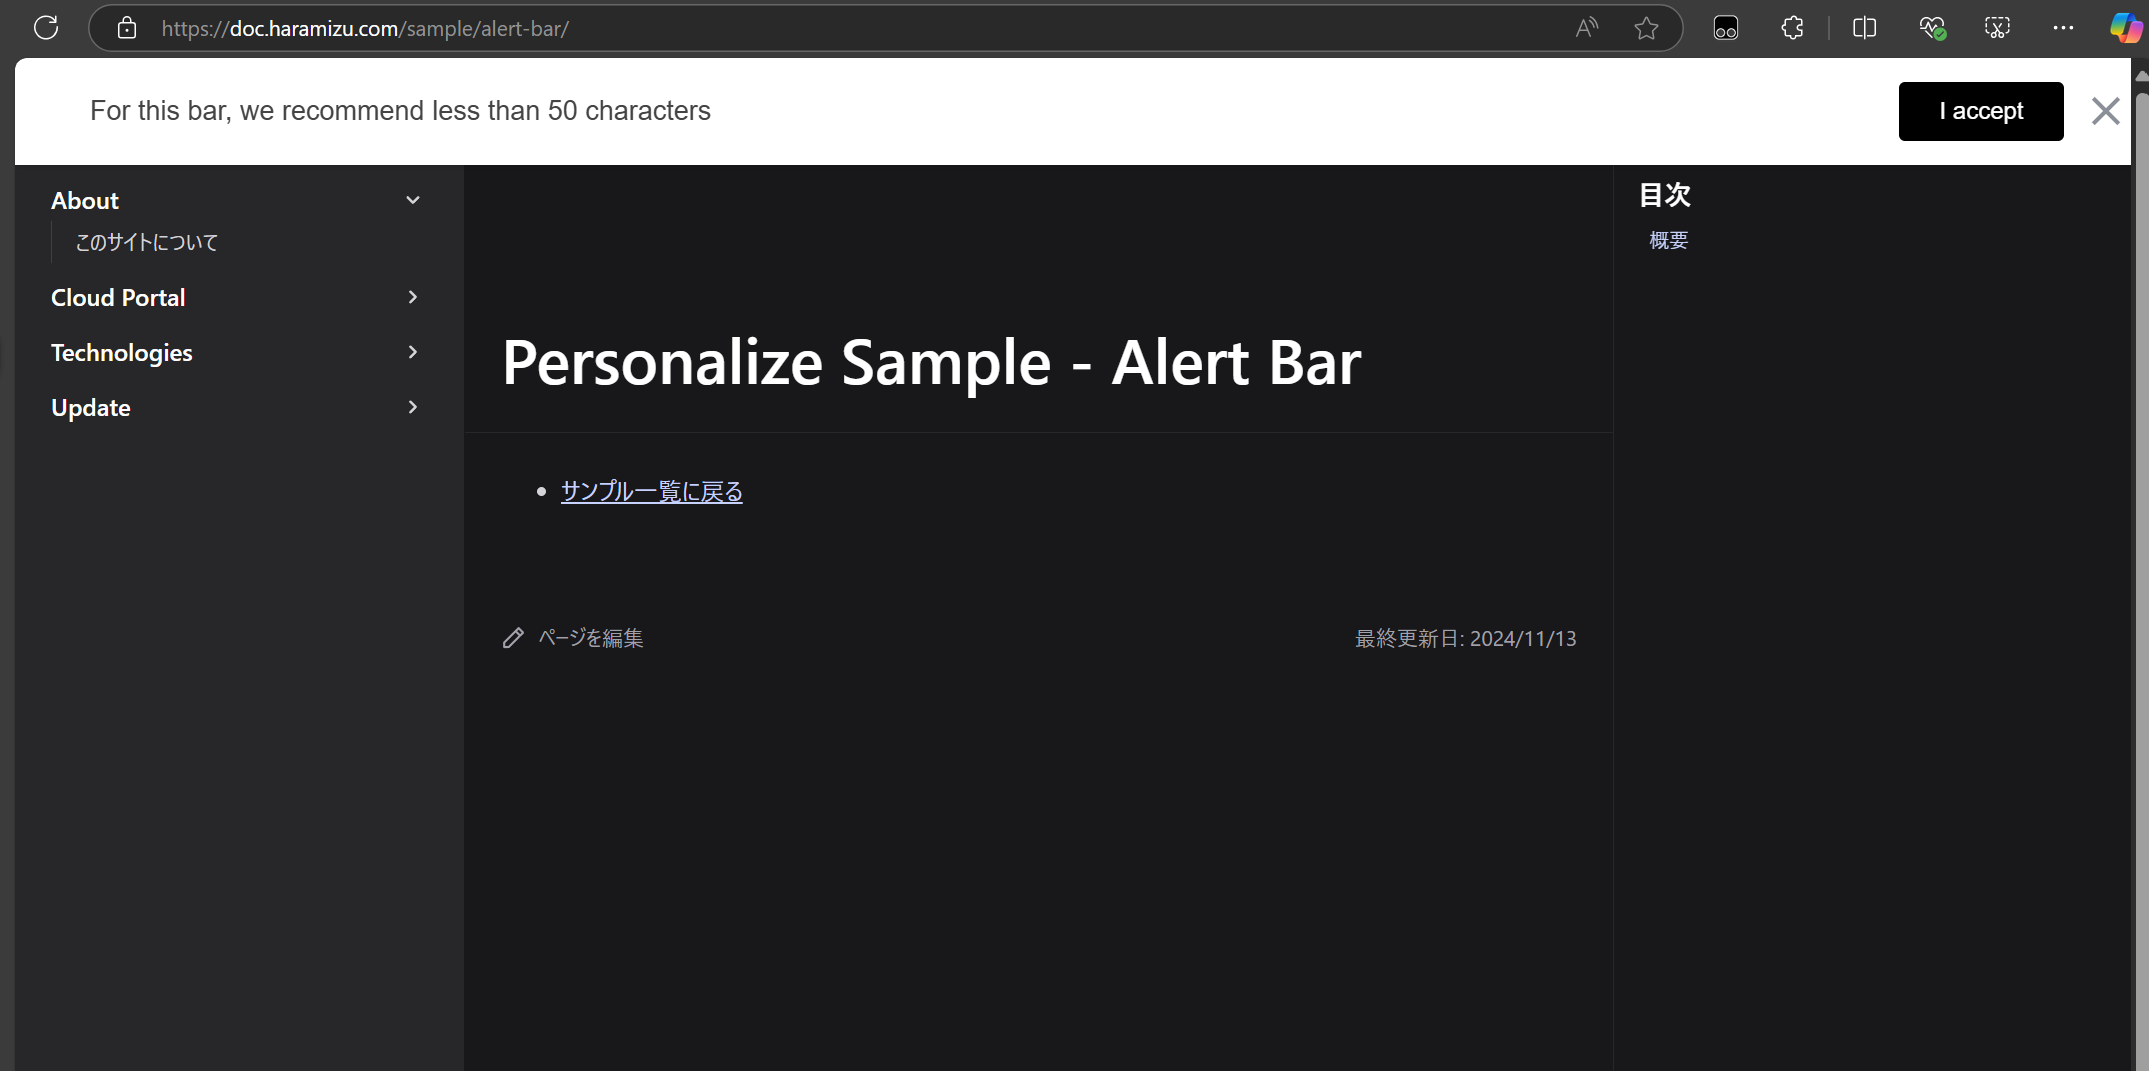 https://doc.haramizu.com/sample/alert-bar/
For this bar, we recommend less than 50 characters
I accept
About
このサイトについて
Cloud Portal
Technologies
Update
Personalize Sample - Alert Bar
サンプル一覧に戻る
ページを編集
最終更新日: 2024/11/13
目次
概要